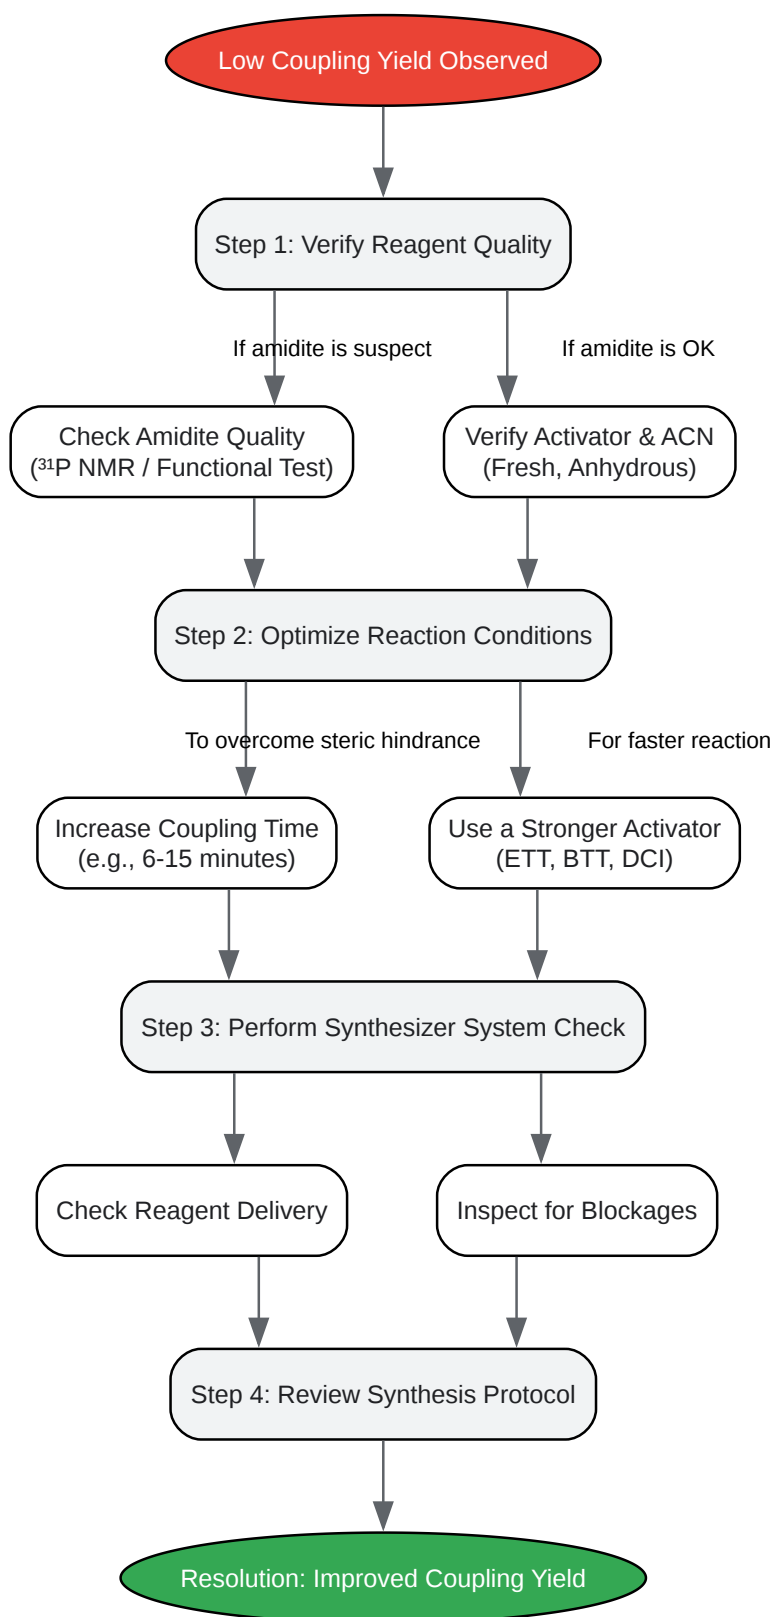 Low Coupling Yield Observed
Step 1: Verify Reagent Quality
If amidite is suspect
If amidite is OK
Check Amidite Quality
(³¹P NMR / Functional Test)
Verify Activator & ACN
(Fresh, Anhydrous)
Step 2: Optimize Reaction Conditions
To overcome steric hindrance
For faster reaction
Increase Coupling Time
(e.g., 6-15 minutes)
Use a Stronger Activator
(ETT, BTT, DCI)
Step 3: Perform Synthesizer System Check
Check Reagent Delivery
Inspect for Blockages
Step 4: Review Synthesis Protocol
Resolution: Improved Coupling Yield